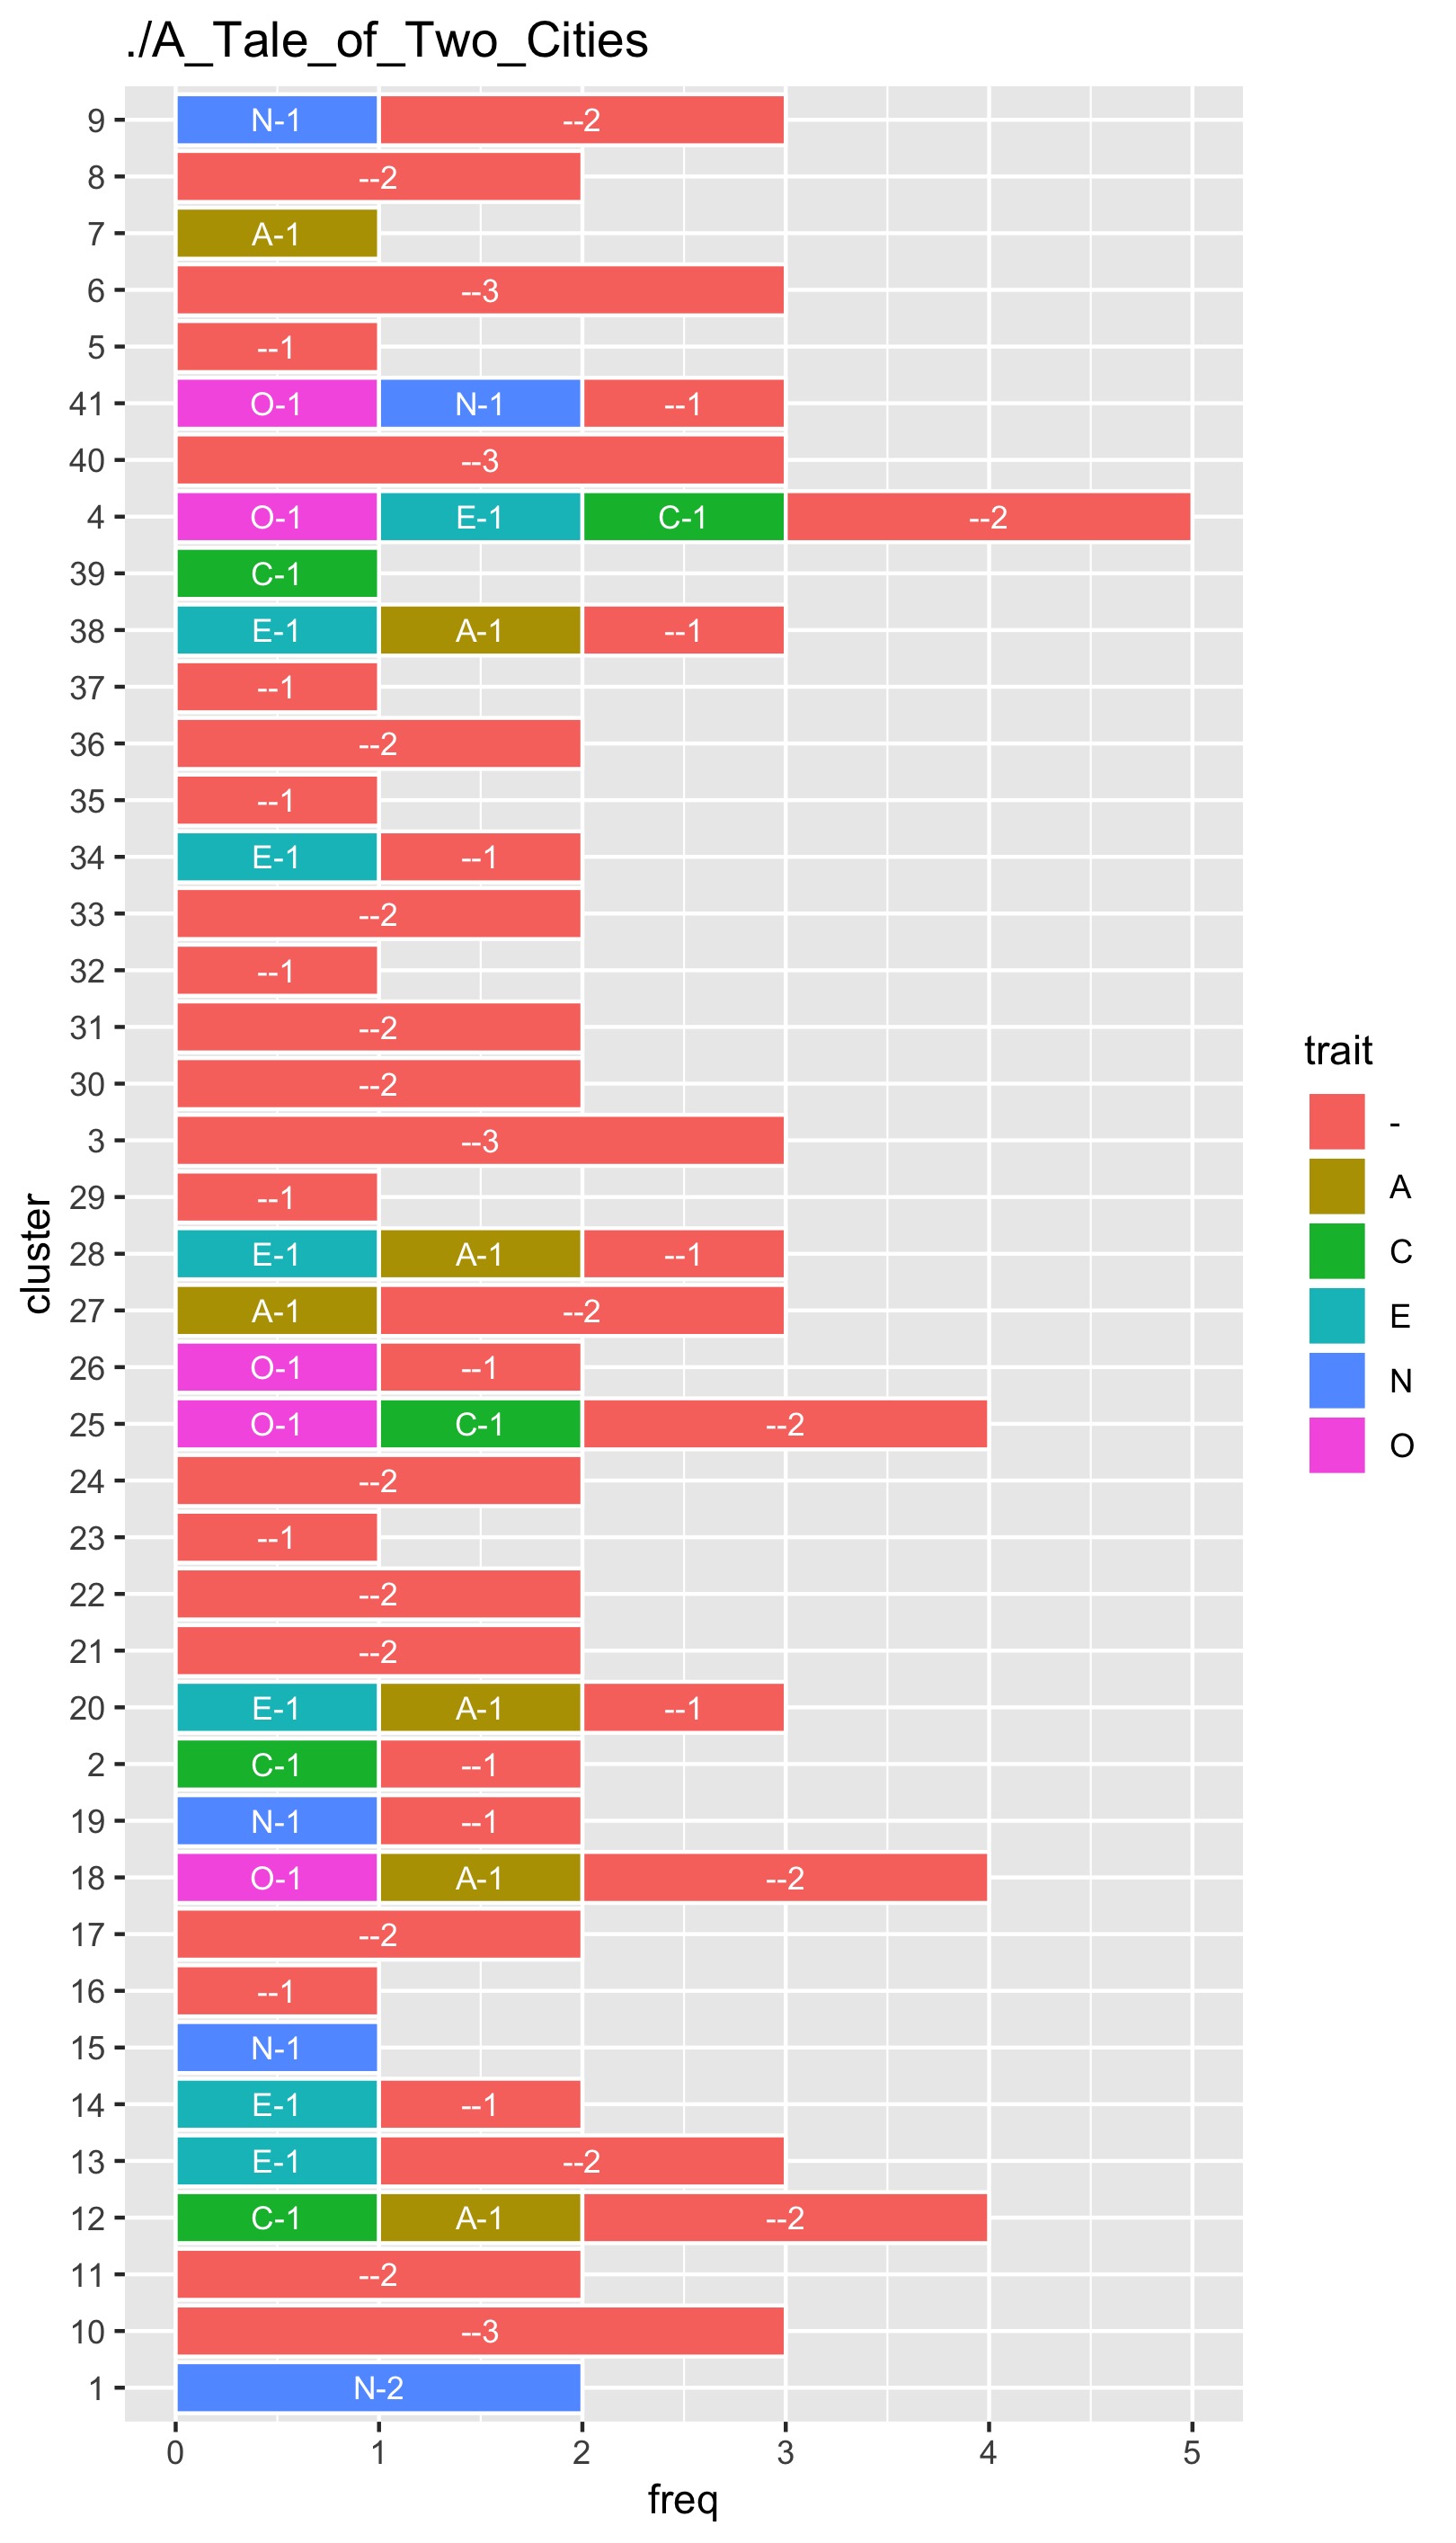 ./A_Tale_of_Two_Cities
9 N-1 --2
8 --2
7 A-1
6 --3
5 --1
41 O-1 N-1 --1
40 --3
4 O-1 E-1 C-1 --2
39 C-1
38 E-1 A-1 --1
37 --1
36 --2
35 --1
34 E-1 --1
33 --2
32 --1
31 --2
30 --2
3 --3
29 --1
28 E-1 A-1 --1
27 A-1 --2
26 O-1 --1
25 O-1 C-1 --2
24 --2
23 --1
22 --2
21 --2
20 E-1 A-1 --1
2 C-1 --1
19 N-1 --1
18 O-1 A-1 --2
17 --2
16 --1
15 N-1
14 E-1 --1
13 E-1 --2
12 C-1 A-1 --2
11 --2
10 --3
1 N-2
0 1 2 3 4 5
freq
cluster
trait
-
A
C
E
N
O